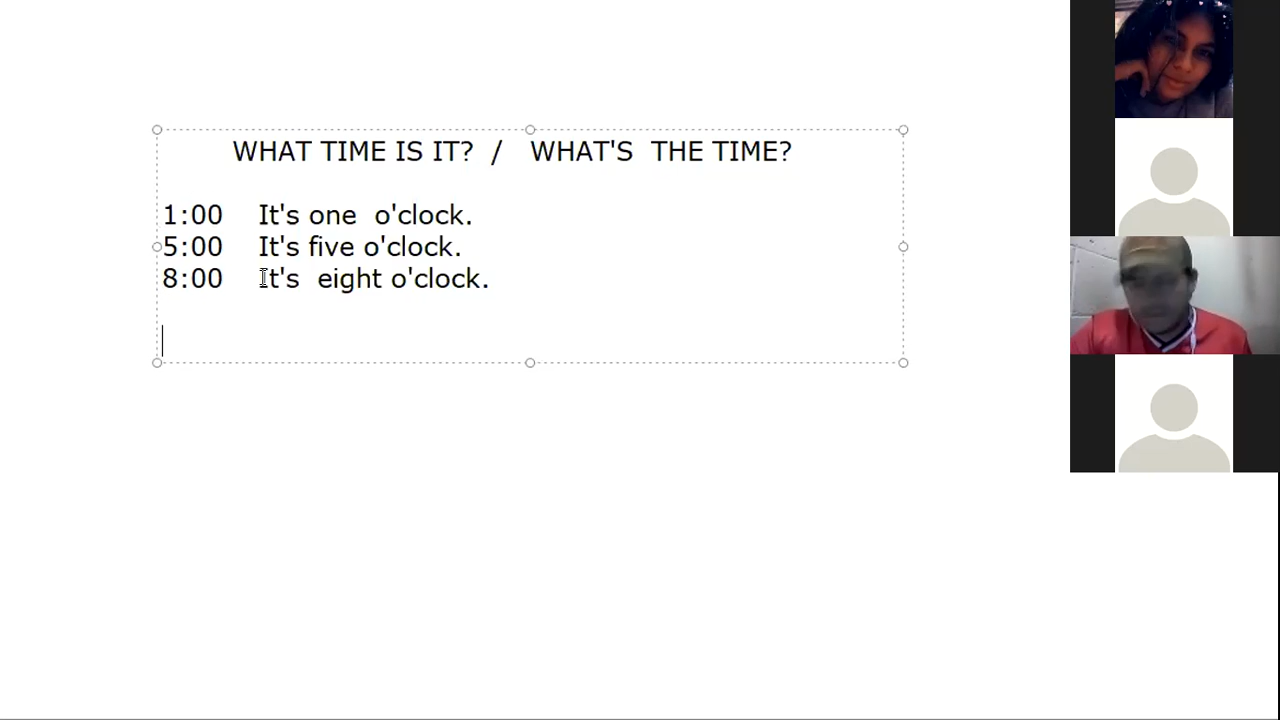 WHAT TIME IS IT? / WHAT'S THE TIME?
1:00 It's one o'clock.
5:00 It's five o'clock.
8:00 It's eight o'clock.